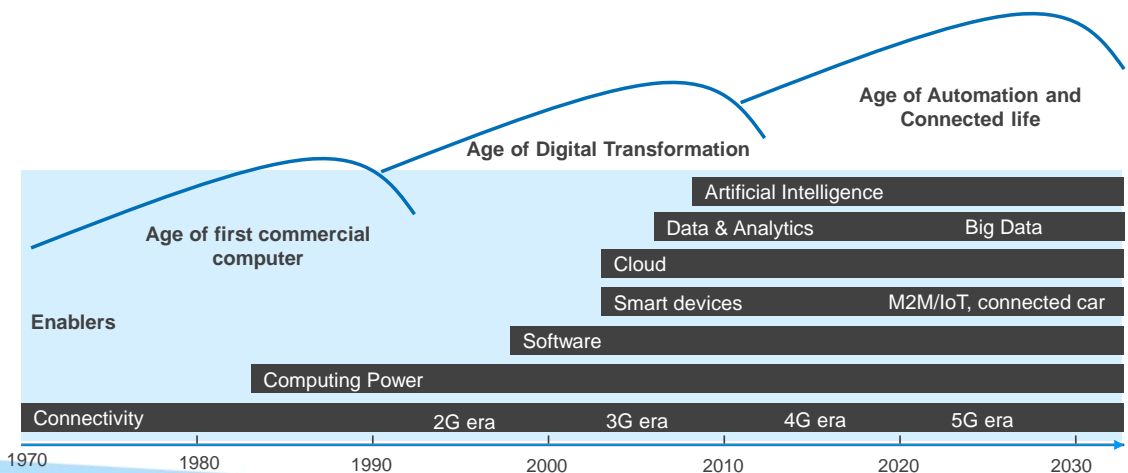 Age of Automation and
Connected life
Age of Digital Transformation
Age of first commercial
computer
Artificial Intelligence
Data & Analytics Big Data
Cloud
Smart devices M2M/IoT, connected car
Enablers
Software
Computing Power
Connectivity 2G era 3G era 4G era 5G era
1970 1980 1990 2000 2010 2020 2030